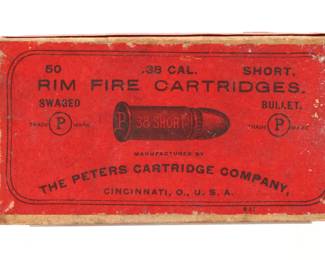 50 .38 CAL. SHORT.
RIM FIRE CARTRIDGES.
SWAGED BULLET.
TRADE P MARK P 38 SHORT TRADE P MARK
MANUFACTURED BY
THE PETERS CARTRIDGE COMPANY,
CINCINNATI, O., U. S. A.